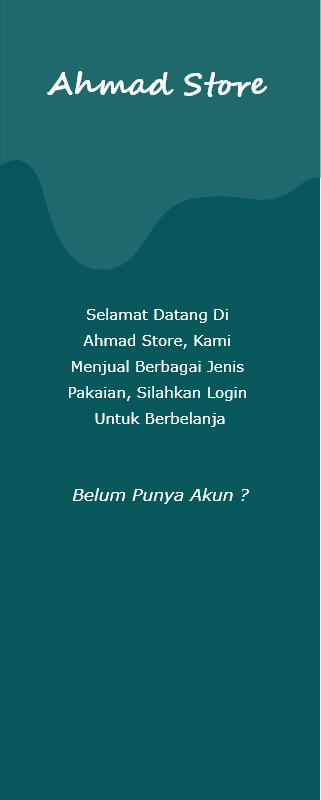 Ahmad Store
Selamat Datang Di
Ahmad Store, Kami
Menjual Berbagai Jenis
Pakaian, Silahkan Login
Untuk Berbelanja
Belum Punya Akun ?